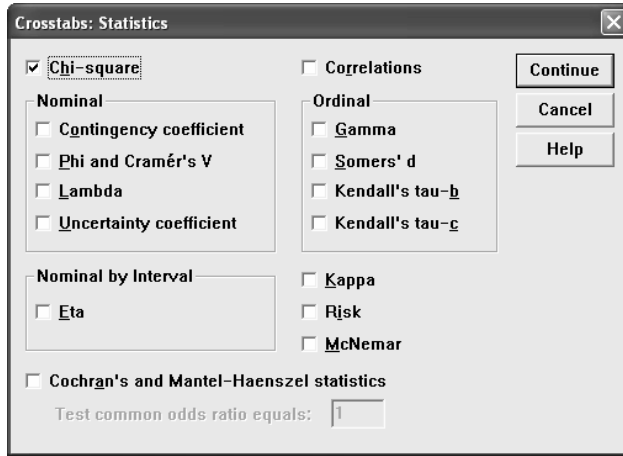 Crosstabs: Statistics
Chi-square
Correlations
Continue
Cancel
Help
Nominal
Contingency coefficient
Phi and Cramér's V
Lambda
Uncertainty coefficient
Ordinal
Gamma
Somers' d
Kendall's tau-b
Kendall's tau-c
Nominal by Interval
Eta
Kappa
Risk
McNemar
Cochran's and Mantel-Haenszel statistics
Test common odds ratio equals: 1